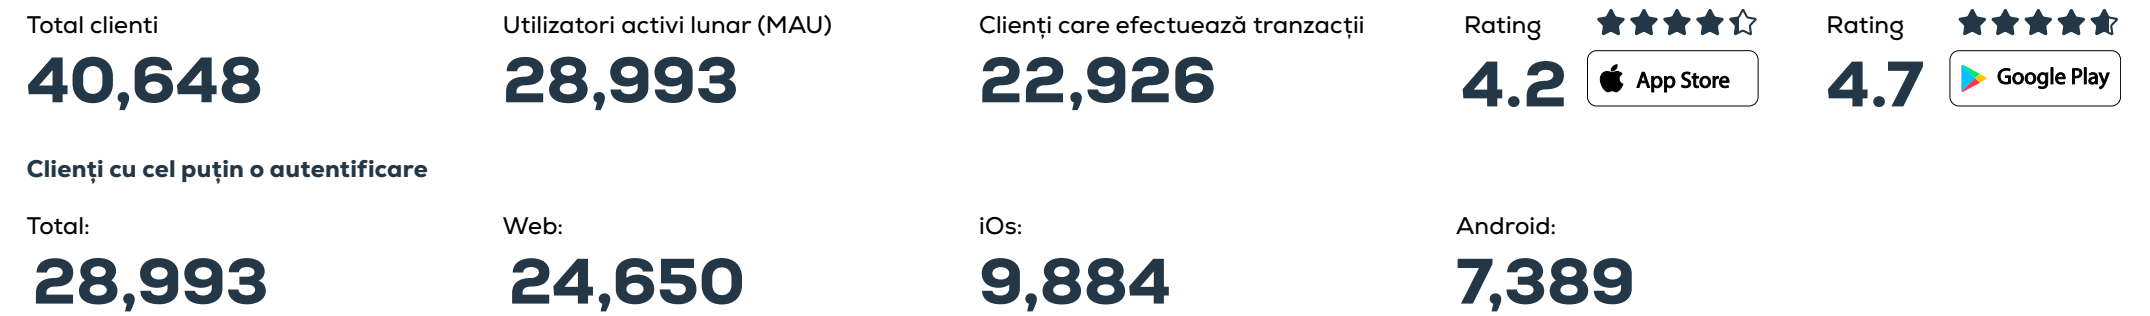 Total clienti
40,648
Utilizatori activi lunar (MAU)
28,993
Clienți care efectuează tranzacții
22,926
Rating
4.2
App Store
Rating
4.7
Google Play
Clienți cu cel puțin o autentificare
Total:
28,993
Web:
24,650
iOs:
9,884
Android:
7,389